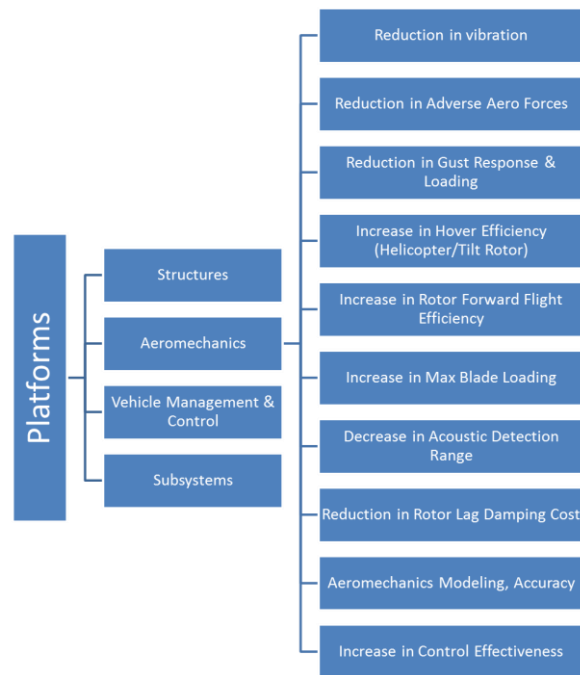 Platforms
Structures
Aeromechanics
Vehicle Management &
Control
Subsystems
Reduction in vibration
Reduction in Adverse Aero Forces
Reduction in Gust Response &
Loading
Increase in Hover Efficiency
(Helicopter/Tilt Rotor)
Increase in Rotor Forward Flight
Efficiency
Increase in Max Blade Loading
Decrease in Acoustic Detection
Range
Reduction in Rotor Lag Damping Cost
Aeromechanics Modeling, Accuracy
Increase in Control Effectiveness